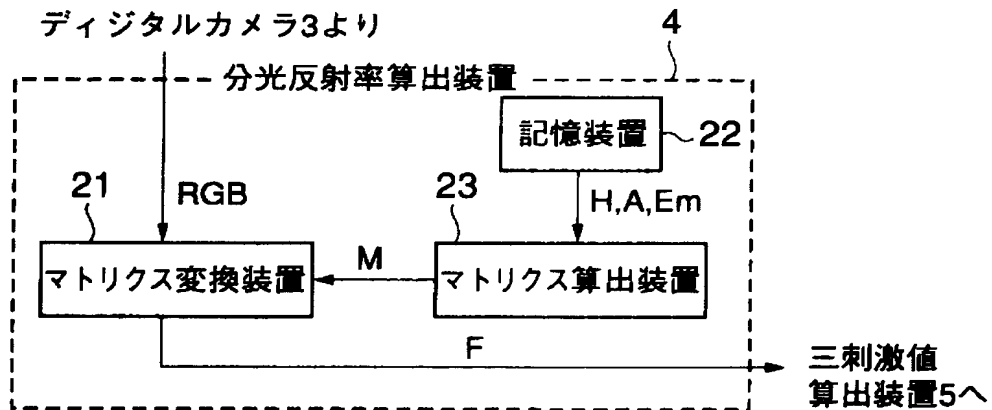 ディジタルカメラ3より
4
分光反射率算出装置
記憶装置
22
21
RGB
23
H,A,Em
マトリクス変換装置
M
マトリクス算出装置
F
三刺激値
算出装置5へ